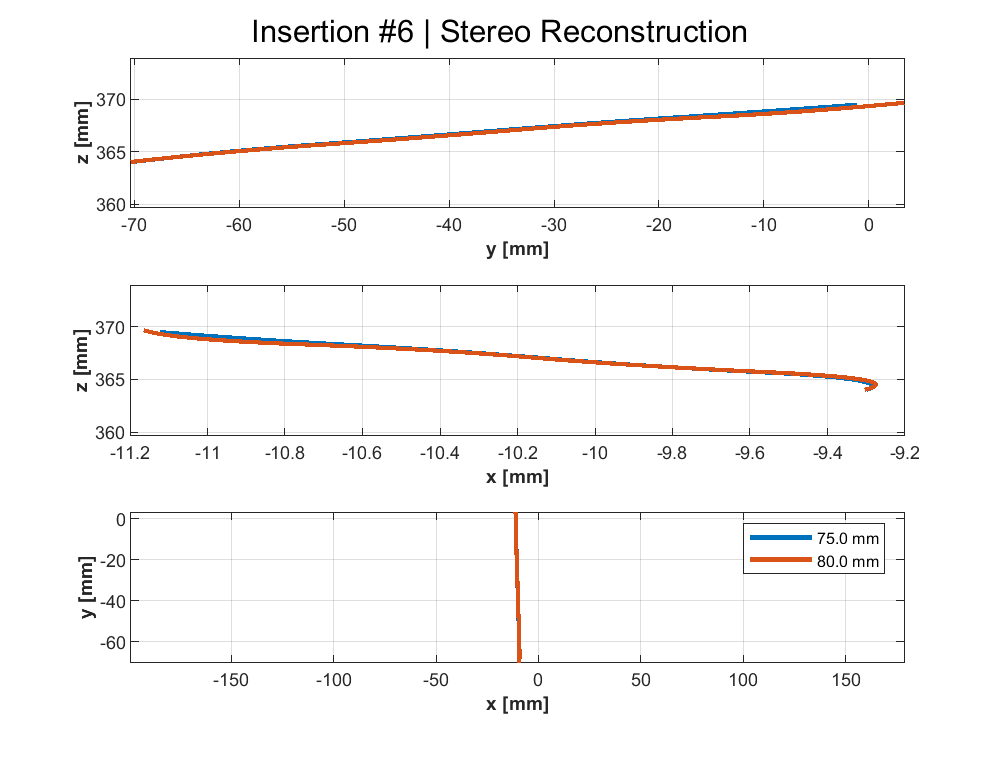 Insertion #6 | Stereo Reconstruction
z [mm]
370
365
360
-70 -60 -50 -40 -30 -20 -10 0
y [mm]
z [mm]
370
365
360
-11.2 -11 -10.8 -10.6 -10.4 -10.2 -10 -9.8 -9.6 -9.4 -9.2
x [mm]
y [mm]
0
-20
-40
-60
75.0 mm
80.0 mm
-150 -100 -50 0 50 100 150
x [mm]